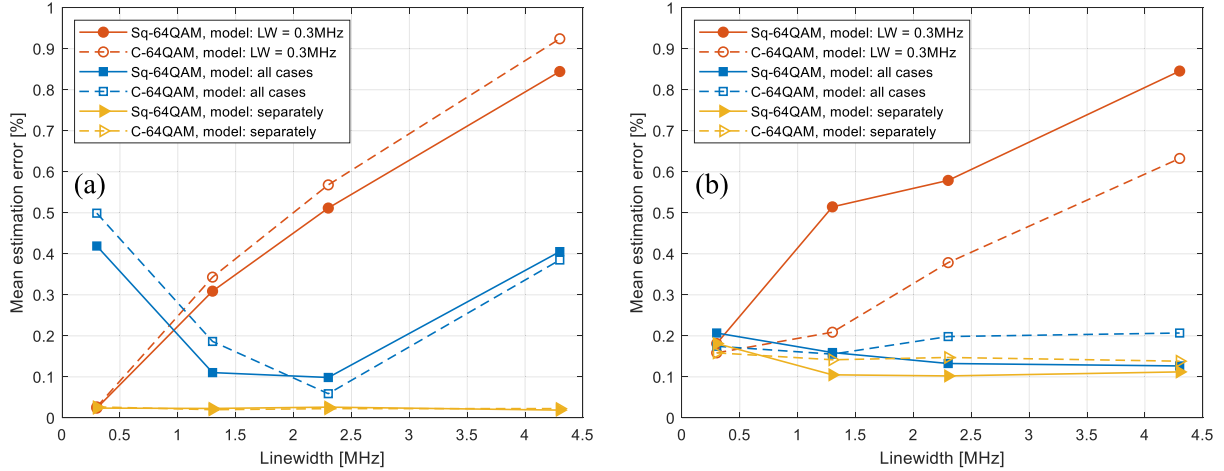 1
0.9
0.8
0.7
0.6
0.5
0.4
0.3
0.2
0.1
0
Mean estimation error [%]
Sq-64QAM, model: LW = 0.3MHz
C-64QAM, model: LW = 0.3MHz
Sq-64QAM, model: all cases
C-64QAM, model: all cases
Sq-64QAM, model: separately
C-64QAM, model: separately
(a)
0 0.5 1 1.5 2 2.5 3 3.5 4 4.5
Linewidth [MHz]
1
0.9
0.8
0.7
0.6
0.5
0.4
0.3
0.2
0.1
0
Mean estimation error [%]
Sq-64QAM, model: LW = 0.3MHz
C-64QAM, model: LW = 0.3MHz
Sq-64QAM, model: all cases
C-64QAM, model: all cases
Sq-64QAM, model: separately
C-64QAM, model: separately
(b)
0 0.5 1 1.5 2 2.5 3 3.5 4 4.5
Linewidth [MHz]